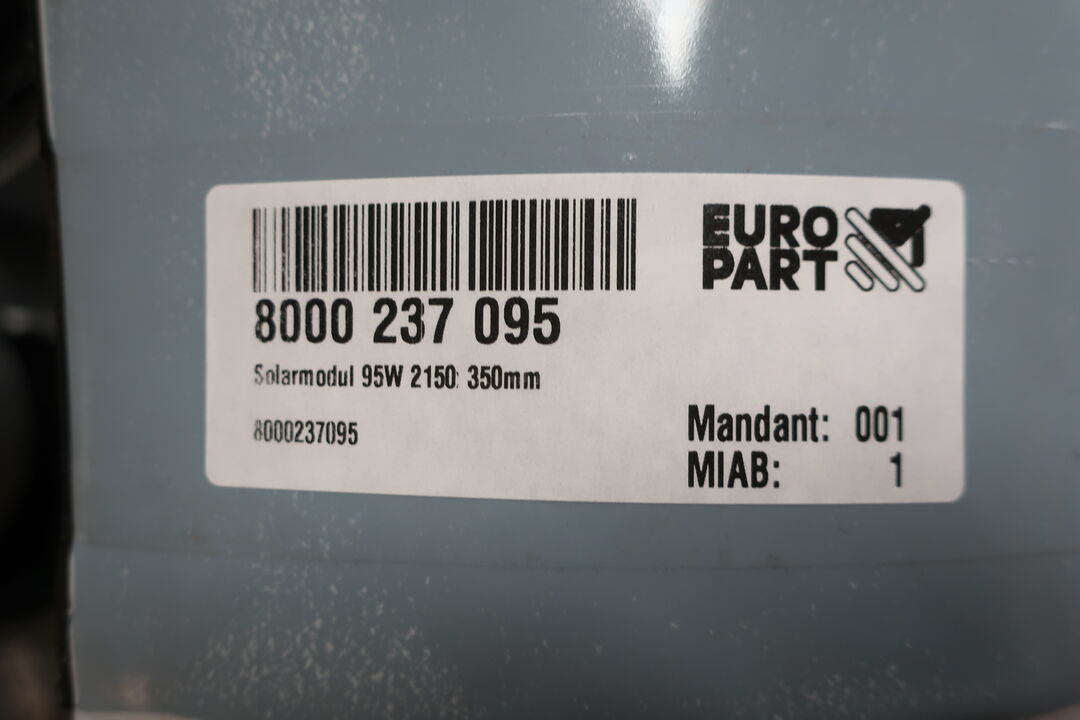 EURO
PART
8000 237 095
Solarmodul 95W 2150: 350mm
8000237095
Mandant: 001
MIAB: 1